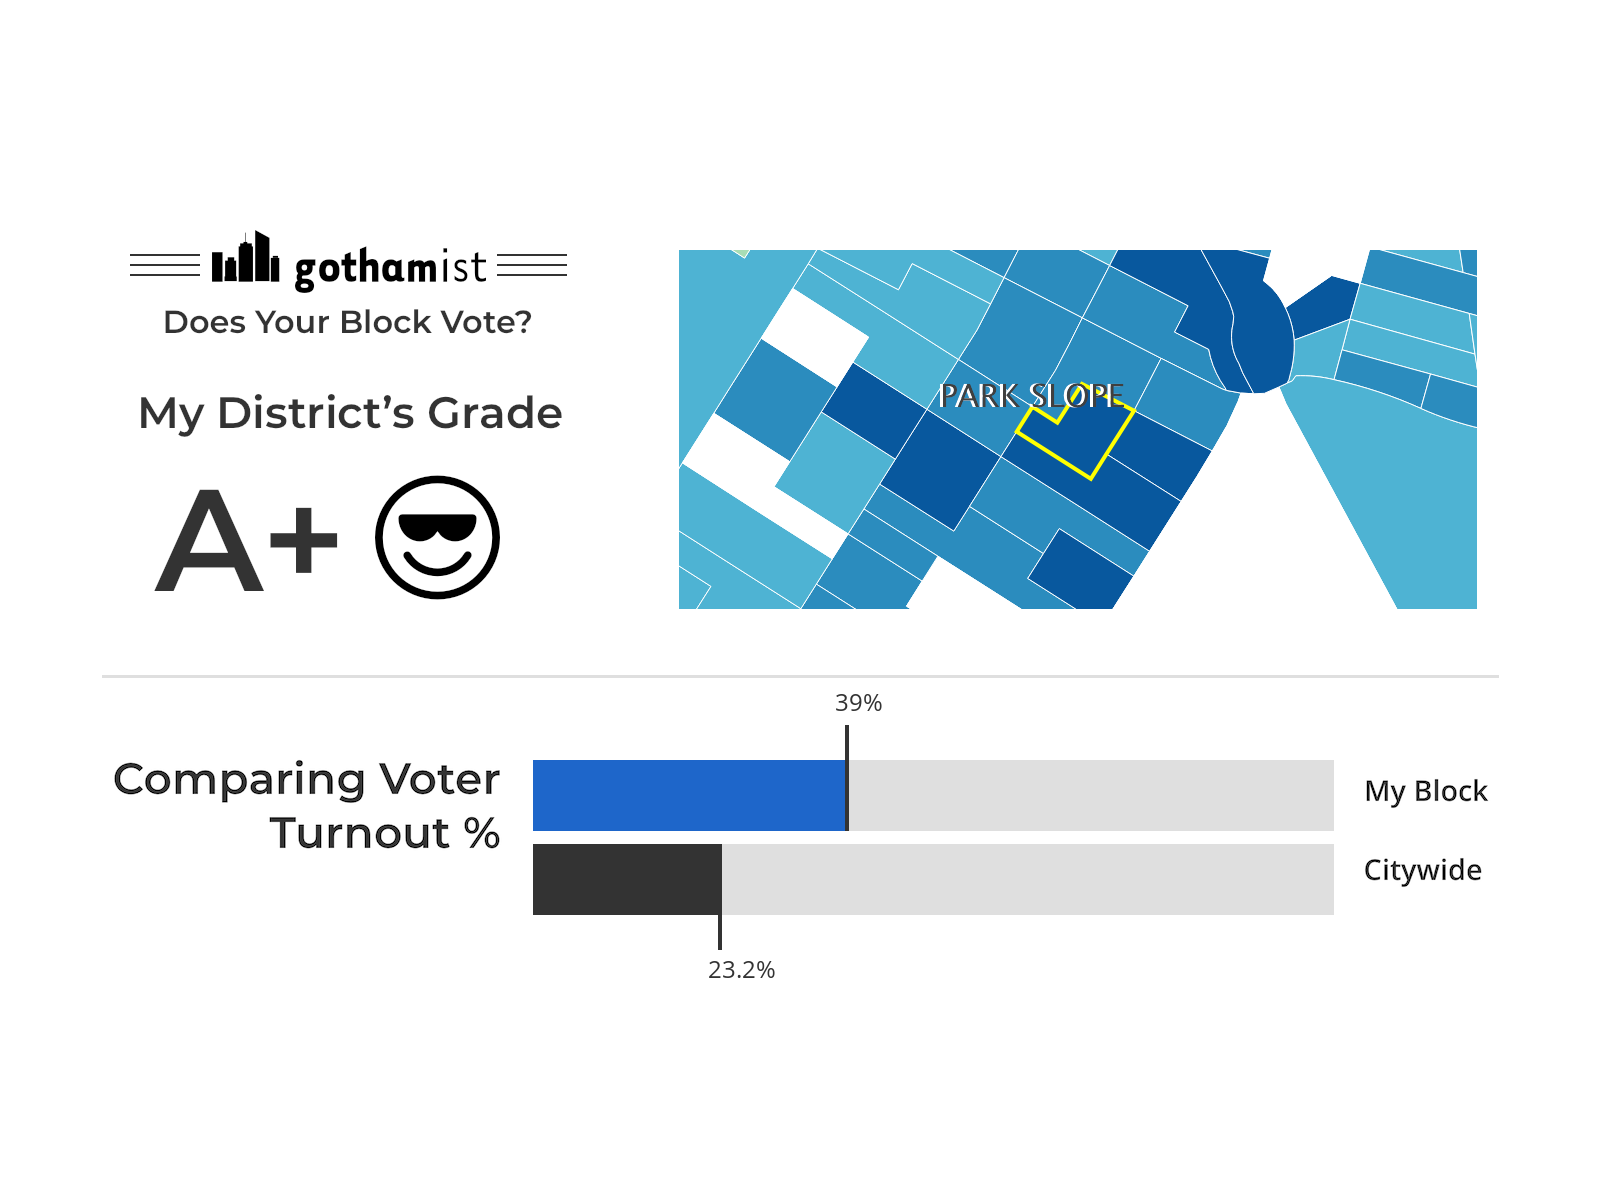 gothamist
Does Your Block Vote?
My District’s Grade
A+
PARK SLOPE
39%
Comparing Voter
Turnout %
My Block
Citywide
23.2%